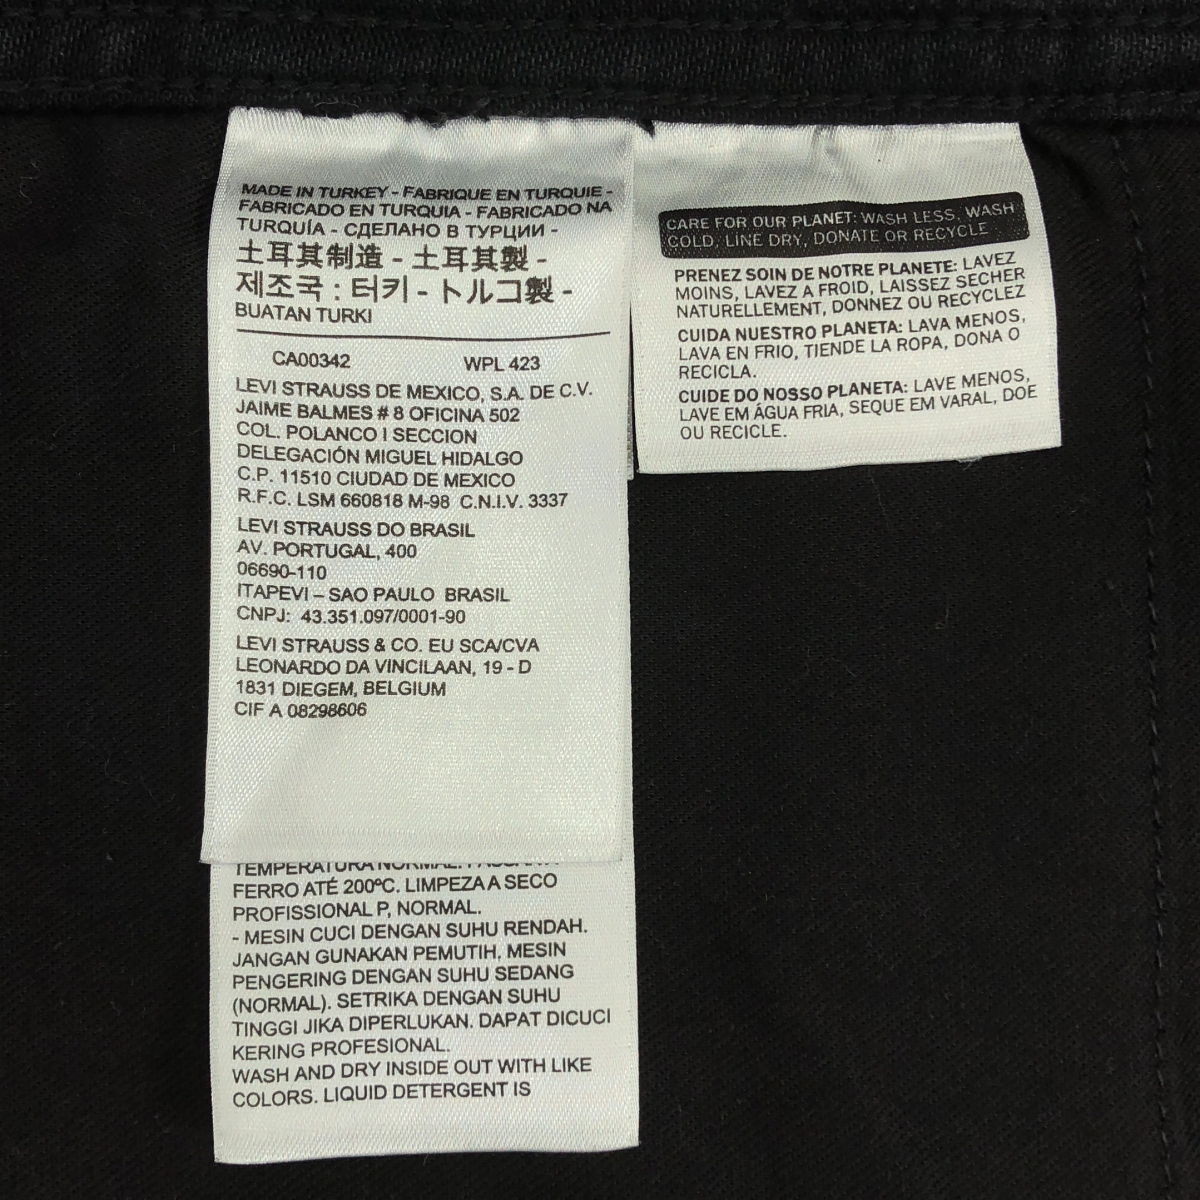 MADE IN TURKEY - FABRIQUE EN TURQUIE -
FABRICADO EN TURQUIA - FABRICADO NA
TURQUÍA - СДЕЛАНО В ТУРЦИИ -
土耳其制造 - 土耳其製 -
제조국 : 터키 - トルコ製 -
BUATAN TURKI
CA00342 WPL 423
LEVI STRAUSS DE MEXICO, S.A. DE C.V.
JAIME BALMES # 8 OFICINA 502
COL. POLANCO I SECCION
DELEGACIÓN MIGUEL HIDALGO
C.P. 11510 CIUDAD DE MEXICO
R.F.C. LSM 660818 M-98 C.N.I.V. 3337
LEVI STRAUSS DO BRASIL
AV. PORTUGAL, 400
06690-110
ITAPEVI – SAO PAULO BRASIL
CNPJ: 43.351.097/0001-90
LEVI STRAUSS & CO. EU SCA/CVA
LEONARDO DA VINCILAAN, 19 - D
1831 DIEGEM, BELGIUM
CIF A 08298606
TEMPERATURA NORMAL.
FERRO ATÉ 200ºC. LIMPEZA A SECO
PROFISSIONAL P, NORMAL.
- MESIN CUCI DENGAN SUHU RENDAH.
JANGAN GUNAKAN PEMUTIH, MESIN
PENGERING DENGAN SUHU SEDANG
(NORMAL). SETRIKA DENGAN SUHU
TINGGI JIKA DIPERLUKAN. DAPAT DICUCI
KERING PROFESIONAL.
WASH AND DRY INSIDE OUT WITH LIKE
COLORS. LIQUID DETERGENT IS
CARE FOR OUR PLANET: WASH LESS, WASH
COLD, LINE DRY, DONATE OR RECYCLE
PRENEZ SOIN DE NOTRE PLANETE: LAVEZ
MOINS, LAVEZ A FROID, LAISSEZ SECHER
NATURELLEMENT, DONNEZ OU RECYCLEZ
CUIDA NUESTRO PLANETA: LAVA MENOS,
LAVA EN FRIO, TIENDE LA ROPA, DONA O
RECICLA.
CUIDE DO NOSSO PLANETA: LAVE MENOS,
LAVE EM ÁGUA FRIA, SEQUE EM VARAL, DOE
OU RECICLE.